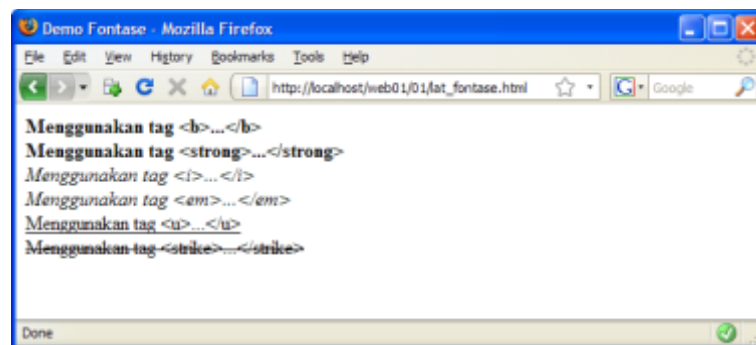 Demo Fontase - Mozilla Firefox
File Edit View History Bookmarks Tools Help
http://localhost/web01/01/lat_fontase.html G Google
Menggunakan tag <b>...</b>
Menggunakan tag <strong>...</strong>
Menggunakan tag <i>...</i>
Menggunakan tag <em>...</em>
Menggunakan tag <u>...</u>
Menggunakan tag <strike>...</strike>
Done